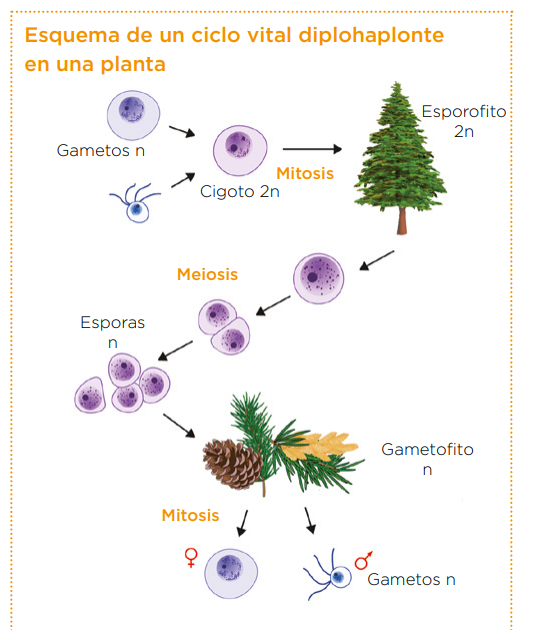 Esquema de un ciclo vital diplohaplonte
en una planta
Esporofito
2n
Gametos n
Mitosis
Cigoto 2n
Meiosis
Esporas
n
Gametofito
n
Mitosis
♀
♂
Gametos n